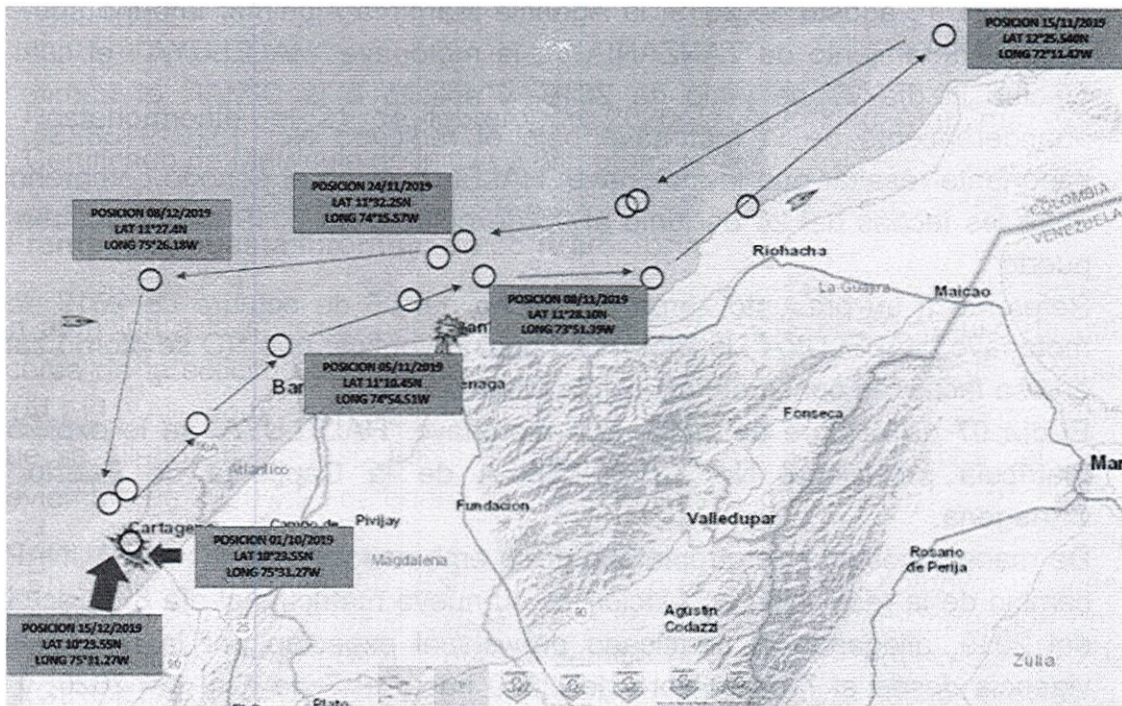 POSICION 15/11/2019
LAT 12°25.540N
LONG 72°11.47W
POSICION 24/11/2019
LAT 11°32.25N
LONG 74°15.57W
POSICION 08/12/2019
LAT 11°27.4N
LONG 75°26.18W
COLOMBIA
VENEZUELA
Riohacha
La Guajira
Maicao
POSICION 08/11/2019
LAT 11°28.10N
LONG 73°51.39W
POSICION 05/11/2019
LAT 11°10.45N
LONG 74°54.51W
Fonseca
Atlántico
Fundación
Cartagena
Pivijay
Valledupar
Magdalena
POSICION 01/10/2019
LAT 10°23.55N
LONG 75°31.27W
Rosario
de Perija
Agustin
Codazzi
POSICION 15/12/2019
LAT 10°23.55N
LONG 75°31.27W
25
90
90
Zulia
Plato